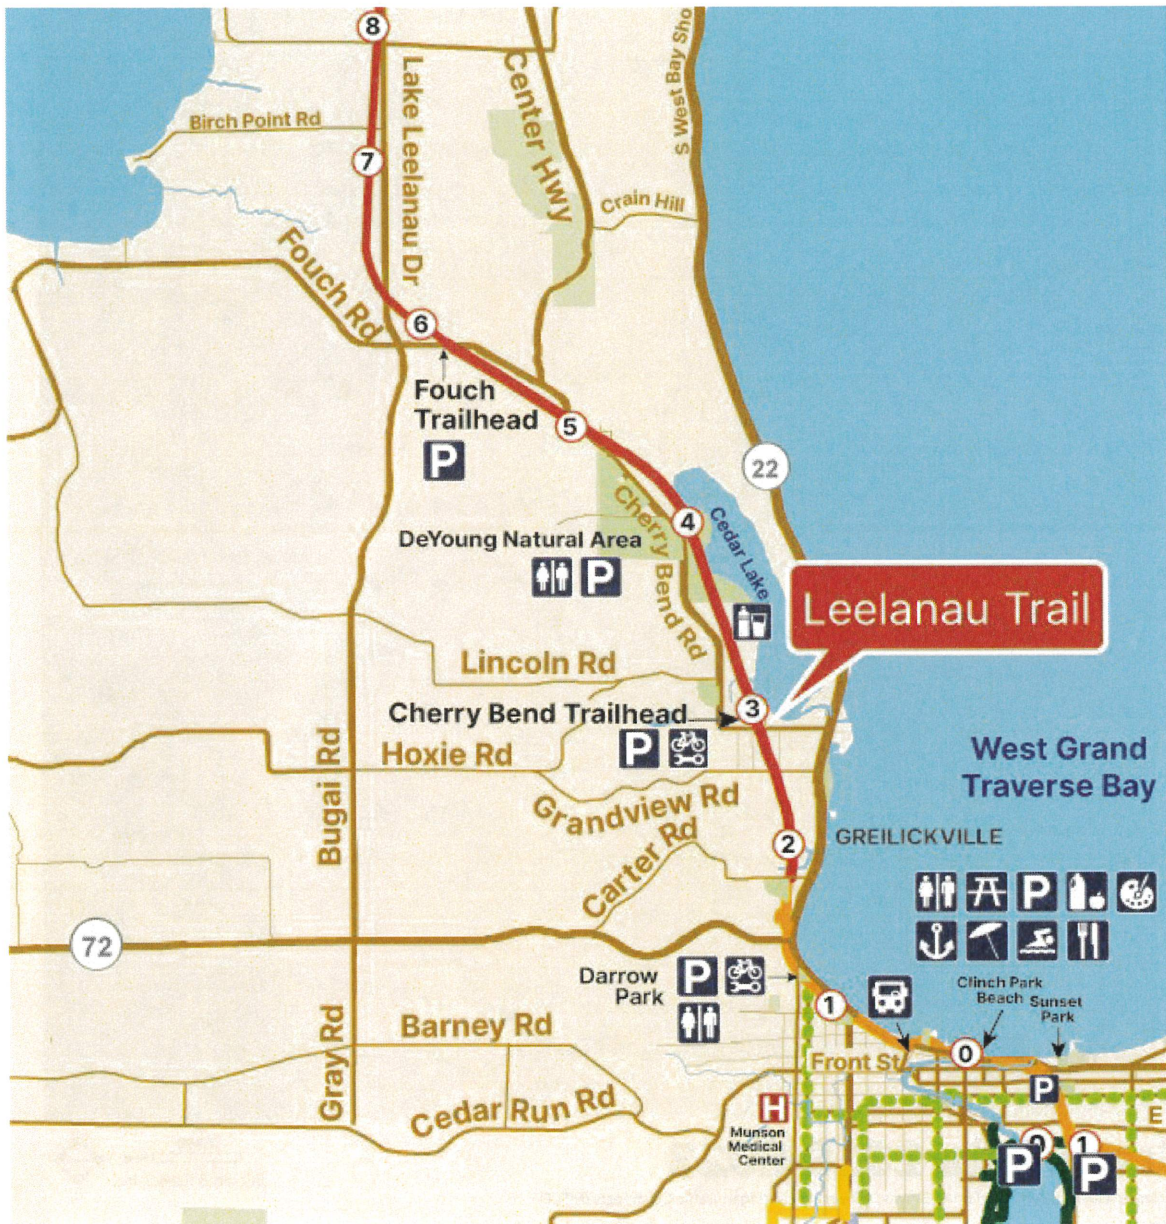 8
S West Bay Sho
Lake Leelanau Dr
Center Hwy
Birch Point Rd
7
Crain Hill
Fouch Rd
6
Fouch
Trailhead
P
5
22
4
Cherry Bend Rd
Cedar Lake
DeYoung Natural Area
P
Leelanau Trail
Lincoln Rd
3
Cherry Bend Trailhead
P
Hoxie Rd
Bugai Rd
Grandview Rd
West Grand
Traverse Bay
2
GREILICKVILLE
Carter Rd
P
72
Darrow
Park
P
Clinch Park
Beach
Sunset
Park
1
Gray Rd
Barney Rd
Front St
0
P
Cedar Run Rd
H
Munson
Medical
Center
E
0
1
P
P